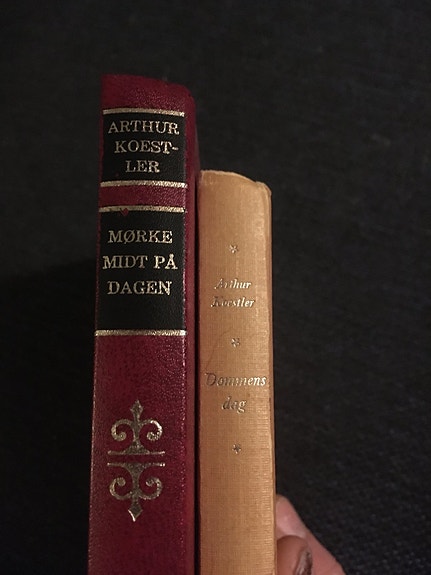 ARTHUR
KOEST-
LER
MØRKE
MIDT PÅ
DAGEN
Arthur
Koestler
Dommens
dag